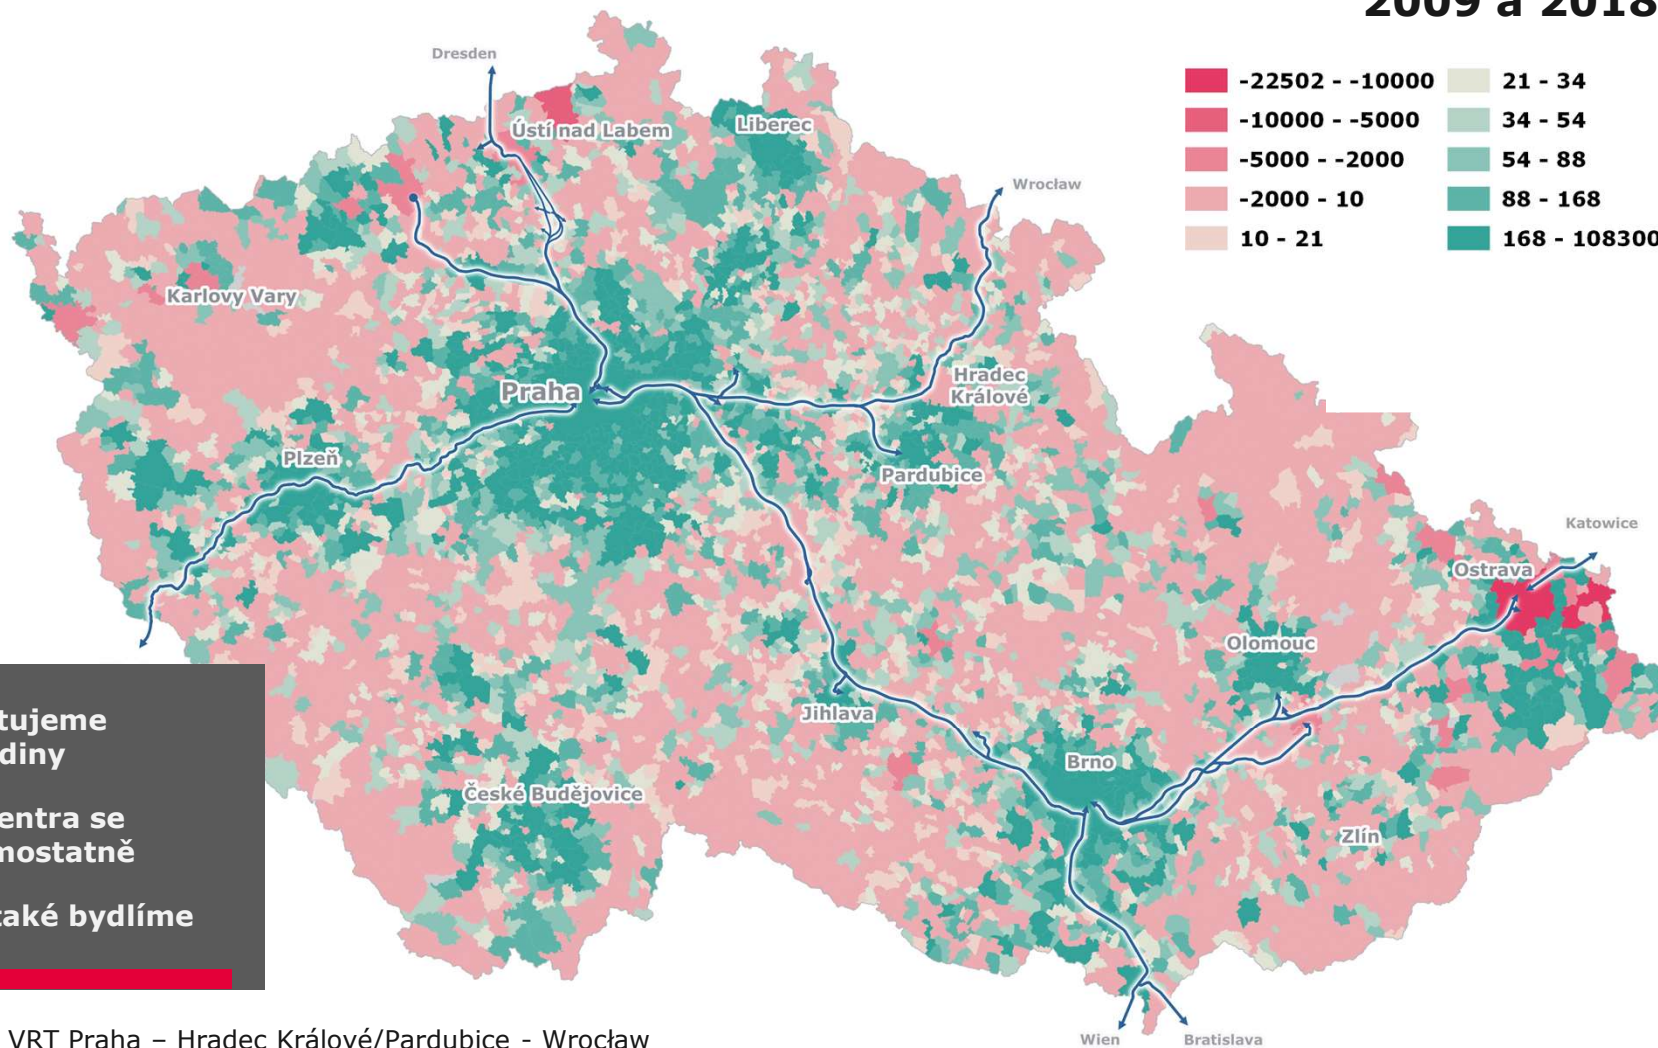 2009 a 2018
-22502 - -10000
-10000 - -5000
-5000 - -2000
-2000 - 10
10 - 21
21 - 34
34 - 54
54 - 88
88 - 168
168 - 108300
Dresden
Ústí nad Labem
Liberec
Wrocław
Karlovy Vary
Praha
Hradec
Králové
Plzeň
Pardubice
Katowice
Ostrava
Olomouc
Jihlava
Brno
České Budějovice
Zlín
Wien
Bratislava
tujeme
diny
entra se
mostatně
také bydlíme
VRT Praha – Hradec Králové/Pardubice - Wrocław